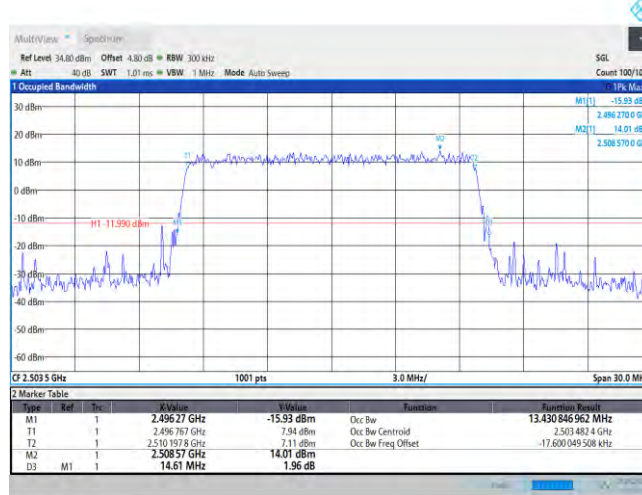 MultiView Spectrum
Ref Level 34.80 dBm Offset 4.80 dB RBW 300 kHz SGL
Att 40 dB SWT 1.01 ms VBW 1 MHz Mode Auto Sweep Count 100/10
1 Occupied Bandwidth 1Pk Max
M1[1] -15.93 dB
2.496 270 0 G
M2[1] 14.01 dB
2.508 570 0 G
30 dBm
20 dBm
10 dBm
0 dBm
-10 dBm
H1 -11.990 dBm
-20 dBm
-30 dBm
-40 dBm
-50 dBm
-60 dBm
T1
M2
T2
M1
CF 2.503 5 GHz 1001 pts 3.0 MHz/ Span 30.0 MH
2 Marker Table
Type Ref Trc X-Value Y-Value Function Function Result
M1 1 2.496 27 GHz -15.93 dBm Occ Bw 13.430 846 962 MHz
T1 1 2.496 767 GHz 7.94 dBm Occ Bw Centroid 2.503 482 4 GHz
T2 1 2.510 197 8 GHz 7.11 dBm Occ Bw Freq Offset -17.600 049 508 kHz
M2 1 2.508 57 GHz 14.01 dBm
D3 M1 1 14.61 MHz 1.96 dB